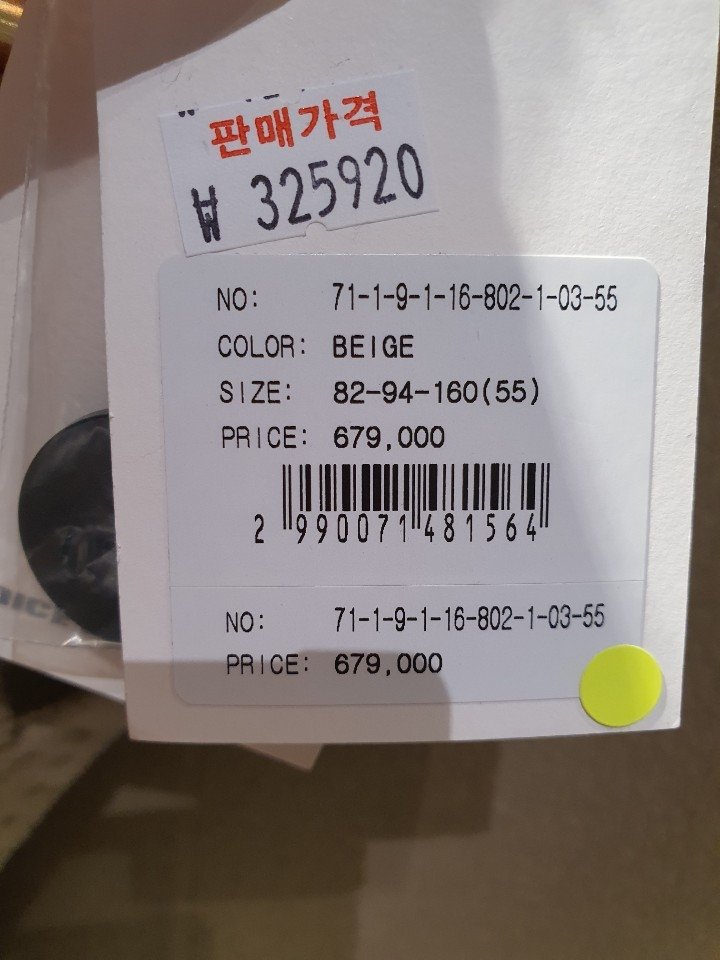 판매가격
₩ 325920
NO: 71-1-9-1-16-802-1-03-55
COLOR: BEIGE
SIZE: 82-94-160(55)
PRICE: 679,000
2 990071 481564
NO: 71-1-9-1-16-802-1-03-55
PRICE: 679,000